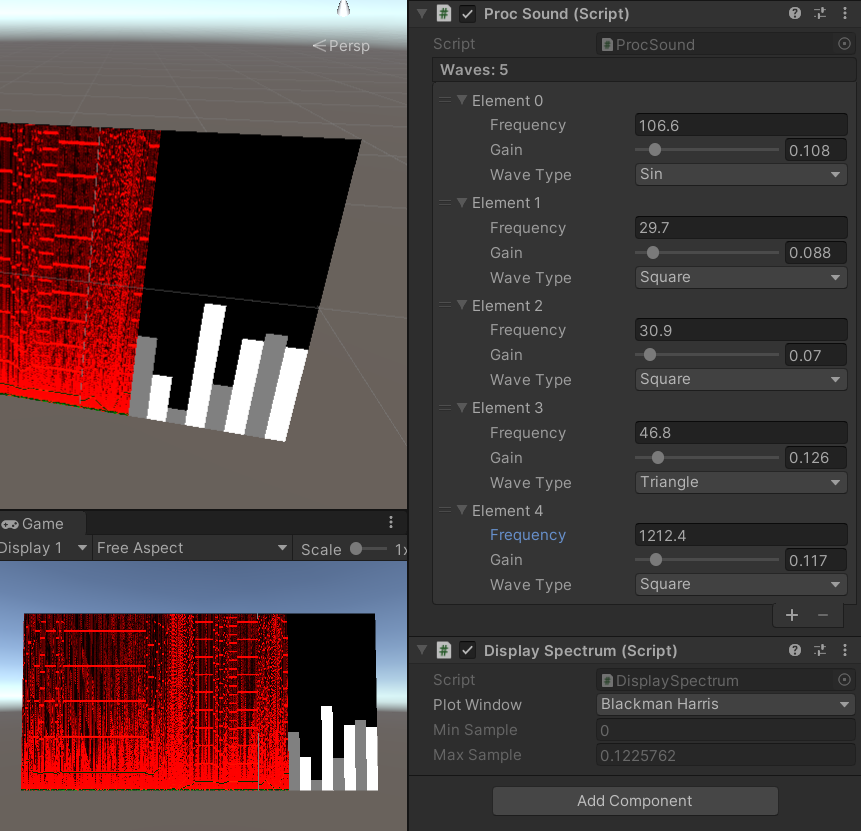 Persp
Game
Display 1
Free Aspect
Scale
1x
Proc Sound (Script)
Script
ProcSound
Waves: 5
Element 0
Frequency
106.6
Gain
0.108
Wave Type
Sin
Element 1
Frequency
29.7
Gain
0.088
Wave Type
Square
Element 2
Frequency
30.9
Gain
0.07
Wave Type
Square
Element 3
Frequency
46.8
Gain
0.126
Wave Type
Triangle
Element 4
Frequency
1212.4
Gain
0.117
Wave Type
Square
Display Spectrum (Script)
Script
DisplaySpectrum
Plot Window
Blackman Harris
Min Sample
0
Max Sample
0.1225762
Add Component